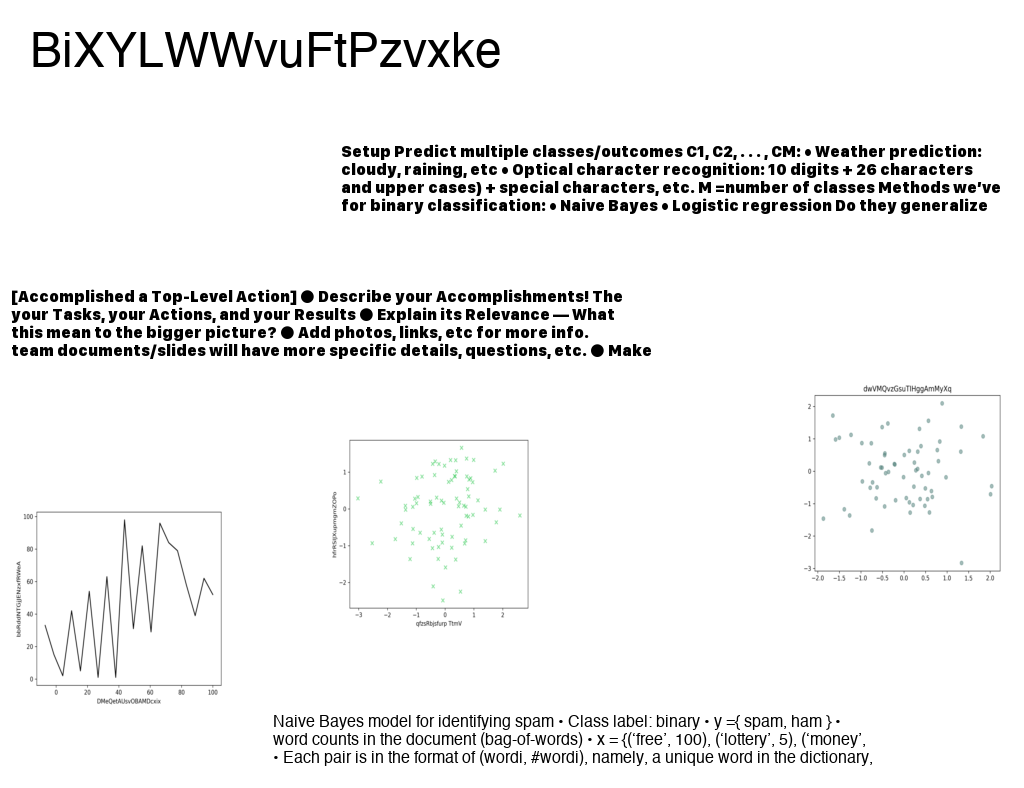 BiXYLWWvuFtPzvxke
Setup Predict multiple classes/outcomes C1, C2, . . . , CM: • Weather prediction:
cloudy, raining, etc • Optical character recognition: 10 digits + 26 characters
and upper cases) + special characters, etc. M =number of classes Methods we’ve
for binary classification: • Naive Bayes • Logistic regression Do they generalize
[Accomplished a Top-Level Action] ● Describe your Accomplishments! The
your Tasks, your Actions, and your Results ● Explain its Relevance — What
this mean to the bigger picture? ● Add photos, links, etc for more info.
team documents/slides will have more specific details, questions, etc. ● Make
dwVMQvzGsuTlHggAmMyXq
2
1
0
−1
−2
−3
−2.0 −1.5 −1.0 −0.5 0.0 0.5 1.0 1.5 2.0
1
0
−1
−2
−3 −2 −1 0 1 2
qfzsRbjsfurp TtmV
100
80
60
40
20
0
0 20 40 60 80 100
DMeQetAUsvOBAMDcxix
Naive Bayes model for identifying spam • Class label: binary • y ={ spam, ham } •
word counts in the document (bag-of-words) • x = {(‘free’, 100), (‘lottery’, 5), (‘money’,
• Each pair is in the format of (wordi, #wordi), namely, a unique word in the dictionary,